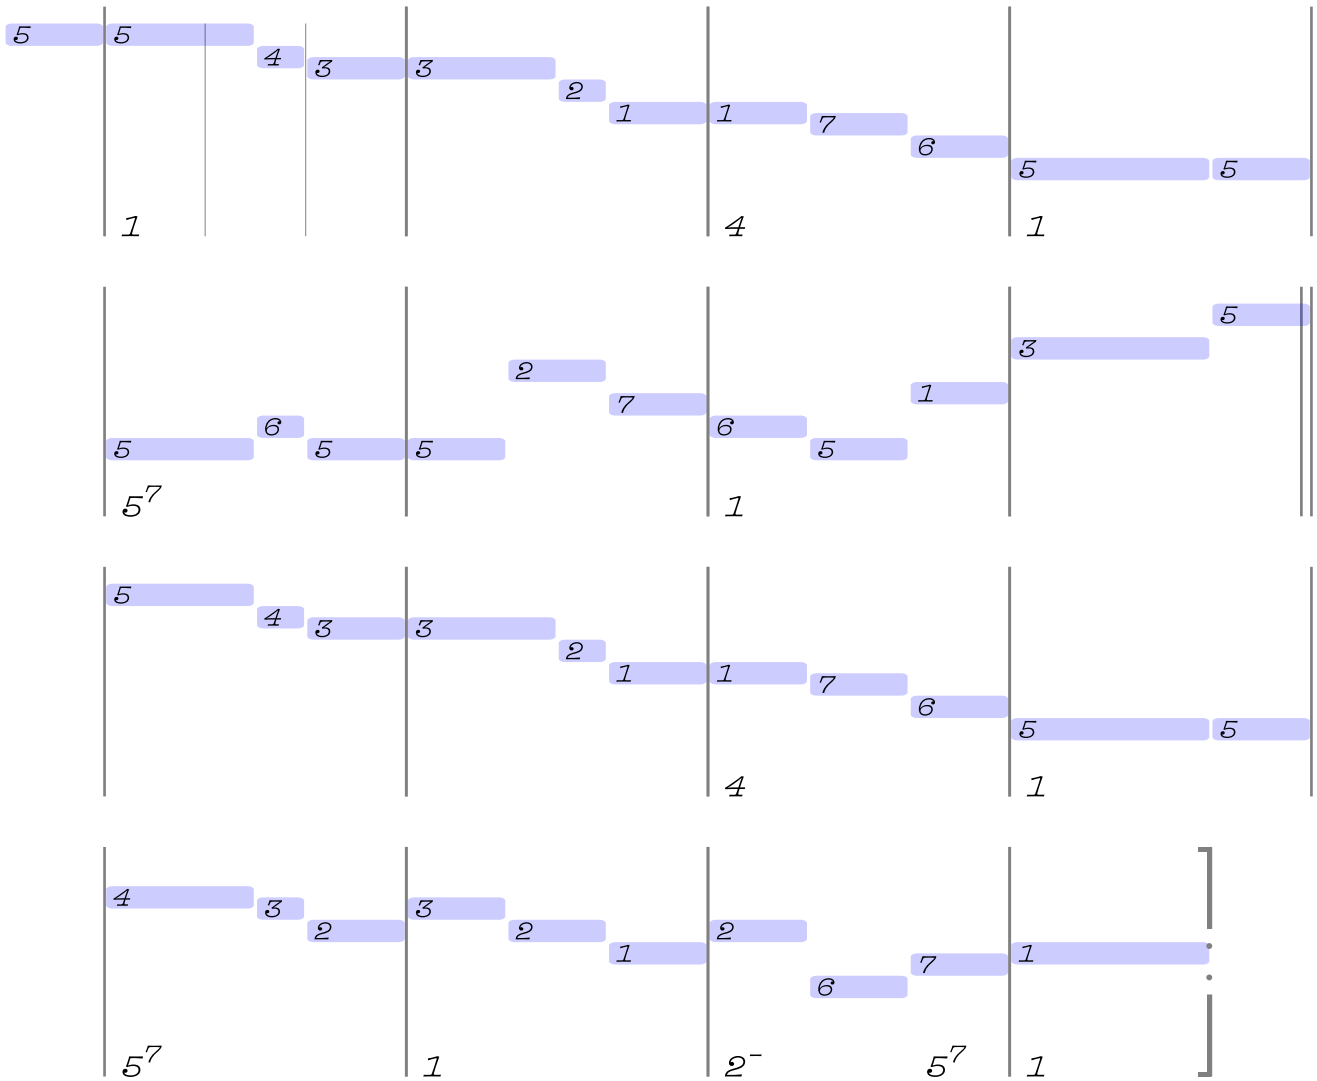 5 5 4 3 3 2 1 1 7 6 5 5
1 4 1
5 6 5 5 2 7 6 5 1 3 5
5⁷ 1
5 4 3 3 2 1 1 7 6 5 5
4 1
4 3 2 3 2 1 2 6 7 1
5⁷ 1 2⁻ 5⁷ 1